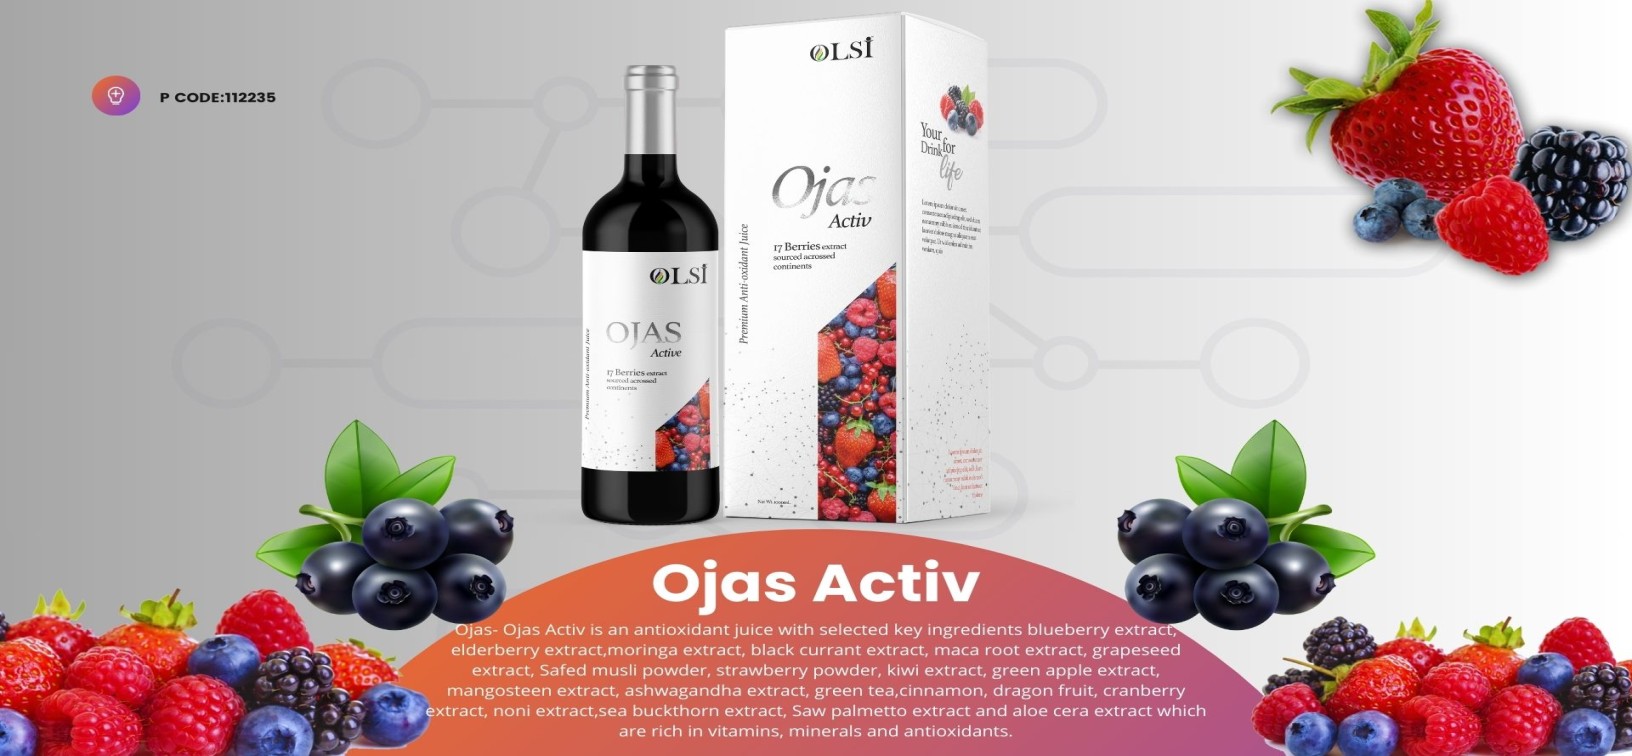 P CODE:112235
OLSI
Ojas
Activ
17 Berries extract
sourced acrossed
continents
Premium Anti-oxidant Juice
Your for
Drink life
OLSI
OJAS
Active
17 Berries extract
sourced acrossed
continents
Premium Anti-oxidant Juice
Ojas Activ
Ojas- Ojas Activ is an antioxidant juice with selected key ingredients blueberry extract,
elderberry extract,moringa extract, black currant extract, maca root extract, grapeseed
extract, Safed musli powder, strawberry powder, kiwi extract, green apple extract,
mangosteen extract, ashwagandha extract, green tea,cinnamon, dragon fruit, cranberry
extract, noni extract,sea buckthorn extract, Saw palmetto extract and aloe cera extract which
are rich in vitamins, minerals and antioxidants.